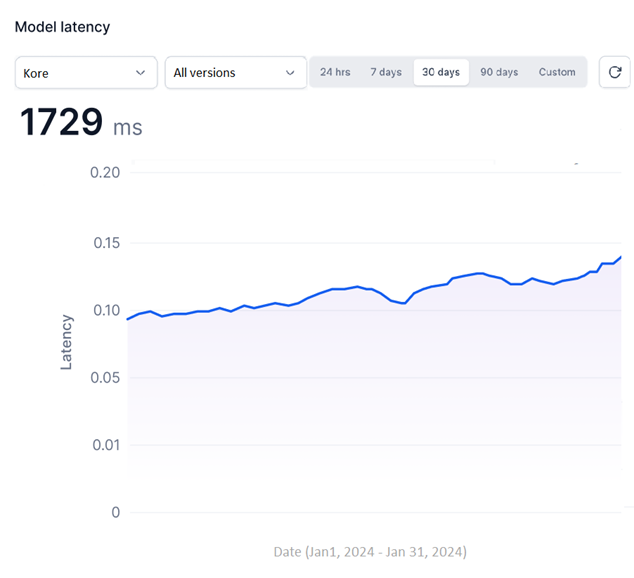 Model latency
Kore All versions 24 hrs 7 days 30 days 90 days Custom
1729 ms
0.20
0.15
0.10
0.05
0.01
0
Latency
Date (Jan1, 2024 - Jan 31, 2024)